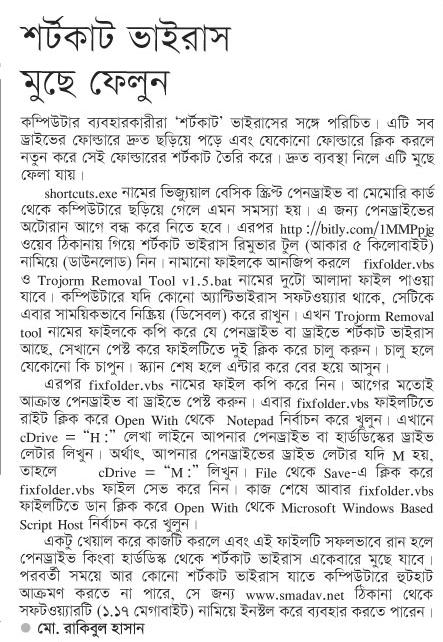 শর্টকাট ভাইরাস
মুছে ফেলুন
কম্পিউটার ব্যবহারকারীরা ‘শর্টকাট’ ভাইরাসের সঙ্গে পরিচিত। এটি সব
ড্রাইভের ফোল্ডারে দ্রুত ছড়িয়ে পড়ে এবং যেকোনো ফোল্ডারে ক্লিক করলে
নতুন করে সেই ফোল্ডারের শর্টকাট তৈরি করে। দ্রুত ব্যবস্থা নিলে এটি মুছে
ফেলা যায়।
shortcuts.exe নামের ভিজ্যুয়াল বেসিক স্ক্রিপ্ট পেনড্রাইভ বা মেমোরি কার্ড
থেকে কম্পিউটারে ছড়িয়ে গেলে এমন সমস্যা হয়। এ জন্য পেনড্রাইভের
অটোরান আগে বন্ধ করে নিতে হবে। এরপর http://bitly.com/1MMPpjg
ওয়েব ঠিকানায় গিয়ে শর্টকাট ভাইরাস রিমুভার টুল (আকার ৫ কিলোবাইট)
নামিয়ে (ডাউনলোড) নিন। নামানো ফাইলকে আনজিপ করলে fixfolder.vbs
ও Trojorm Removal Tool v1.5.bat নামের দুটো আলাদা ফাইল পাওয়া
যাবে। কম্পিউটারে যদি কোনো অ্যান্টিভাইরাস সফটওয়্যার থাকে, সেটিকে
এবার সাময়িকভাবে নিষ্ক্রিয় (ডিসেবল) করে রাখুন। এখন Trojorm Removal
tool নামের ফাইলকে কপি করে যে পেনড্রাইভ বা ড্রাইভে শর্টকাট ভাইরাস
আছে, সেখানে পেস্ট করে ফাইলটিতে দুই ক্লিক করে চালু করুন। চালু হলে
যেকোনো কি চাপুন। স্ক্যান শেষ হলে এন্টার করে বের হয়ে আসুন।
এরপর fixfolder.vbs নামের ফাইল কপি করে নিন। আগের মতোই
আক্রান্ত পেনড্রাইভ বা ড্রাইভে পেস্ট করুন। এবার fixfolder.vbs ফাইলটিতে
রাইট ক্লিক করে Open With থেকে Notepad নির্বাচন করে খুলুন। এখানে
cDrive = “H:” লেখা লাইনে আপনার পেনড্রাইভ বা হার্ডডিস্কের ড্রাইভ
লেটার লিখুন। অর্থাৎ, আপনার পেনড্রাইভের ড্রাইভ লেটার যদি M হয়,
তাহলে cDrive = “M:” লিখুন। File থেকে Save-এ ক্লিক করে
fixfolder.vbs ফাইল সেভ করে নিন। কাজ শেষে আবার fixfolder.vbs
ফাইলটিতে ডান ক্লিক করে Open With থেকে Microsoft Windows Based
Script Host নির্বাচন করে খুলুন।
একটু খেয়াল করে কাজটি করলে এবং এই ফাইলটি সফলভাবে রান হলে
পেনড্রাইভ কিংবা হার্ডডিস্ক থেকে শর্টকাট ভাইরাস একেবারে মুছে যাবে।
পরবর্তী সময়ে আর কোনো শর্টকাট ভাইরাস যাতে কম্পিউটারে হুটহাট
আক্রমণ করতে না পারে, সে জন্য www.smadav.net ঠিকানা থেকে
সফটওয়্যারটি (১.১৭ মেগাবাইট) নামিয়ে ইনস্টল করে ব্যবহার করতে পারেন।
● মো. রাকিবুল হাসান